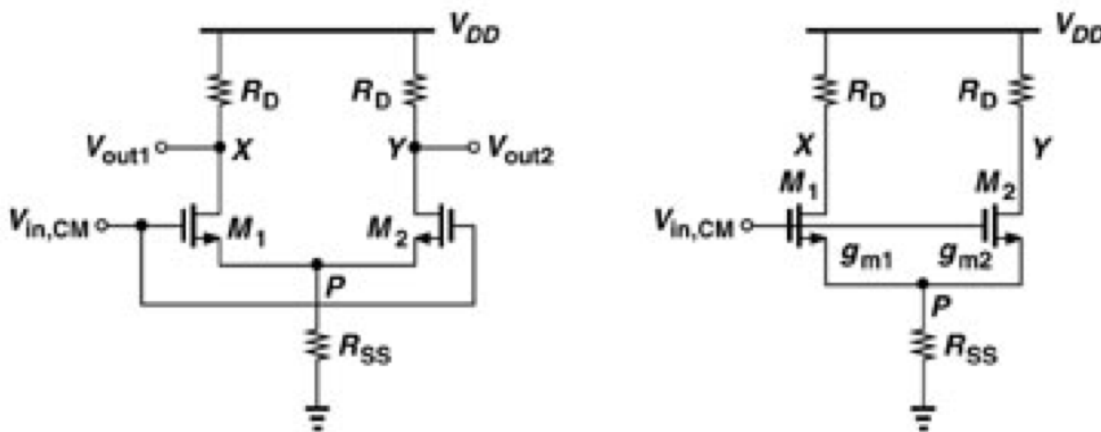 V_DD
R_D R_D
V_out1 X Y V_out2
V_in,CM M_1 M_2
P
R_SS
V_DD
R_D R_D
X Y
M_1 M_2
V_in,CM
g_m1 g_m2
P
R_SS